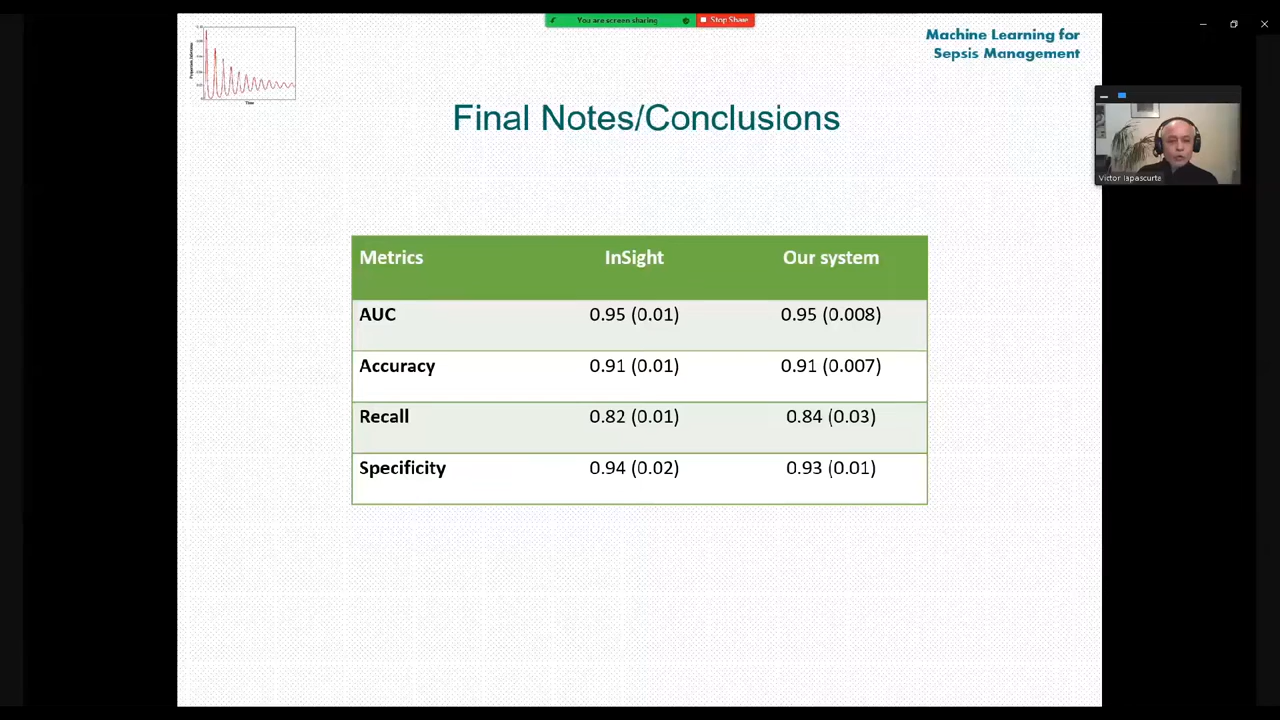 You are screen sharing
Stop Share
Machine Learning for
Sepsis Management
Time
Final Notes/Conclusions
Victor Iapascurta
Metrics InSight Our system
AUC 0.95 (0.01) 0.95 (0.008)
Accuracy 0.91 (0.01) 0.91 (0.007)
Recall 0.82 (0.01) 0.84 (0.03)
Specificity 0.94 (0.02) 0.93 (0.01)